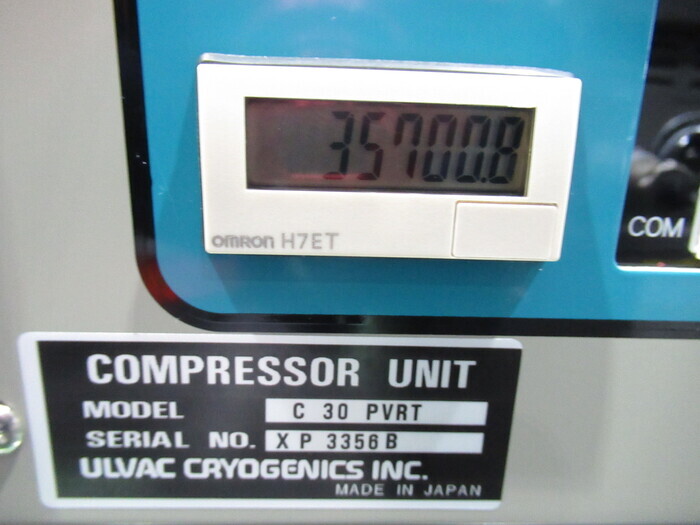 35700.8
omron H7ET
COM
COMPRESSOR UNIT
MODEL C 30 PVRT
SERIAL NO. XP 3356B
ULVAC CRYOGENICS INC.
MADE IN JAPAN